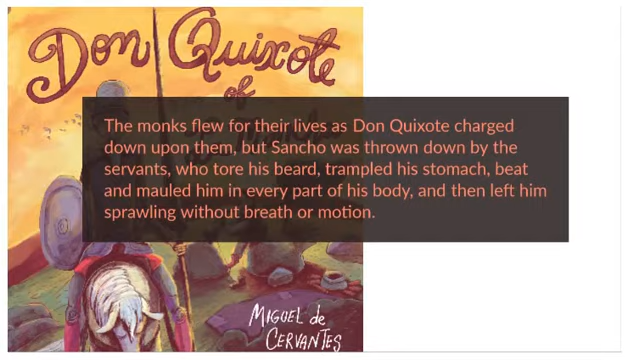 Don Quixote
of
The monks flew for their lives as Don Quixote charged
down upon them, but Sancho was thrown down by the
servants, who tore his beard, trampled his stomach, beat
and mauled him in every part of his body, and then left him
sprawling without breath or motion.
MIGUEL de
CERVANTES